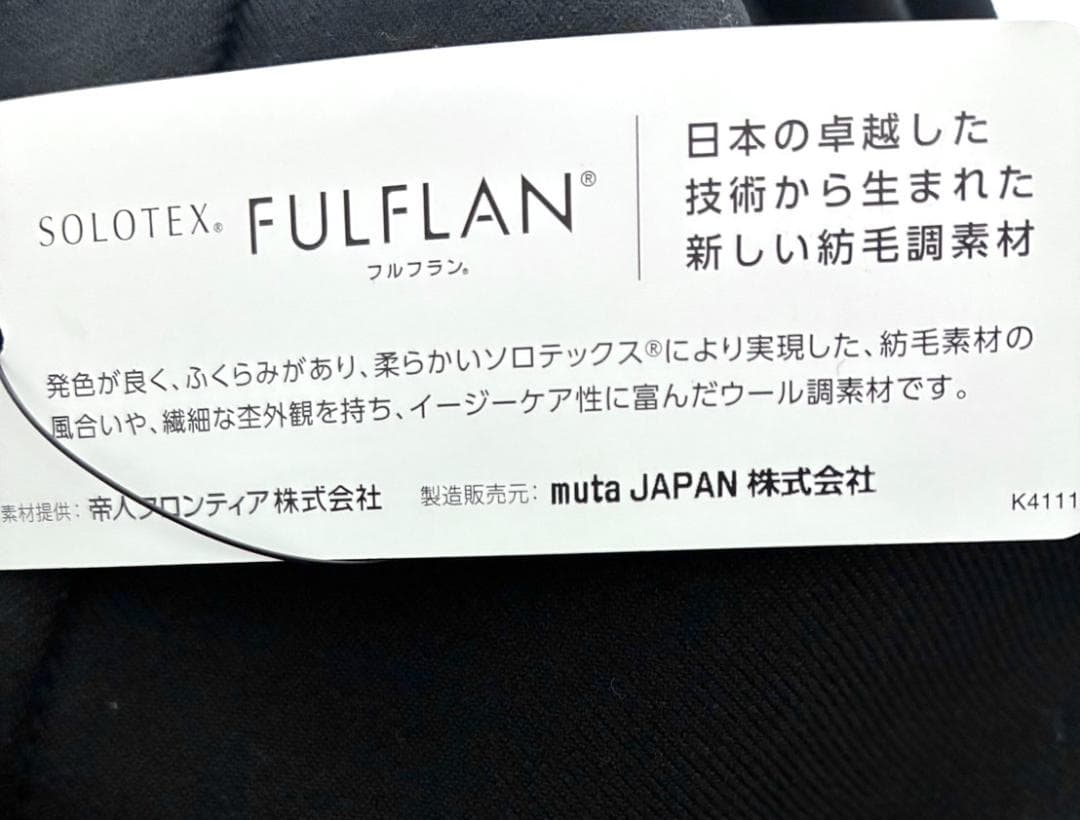 SOLOTEX® FULFLAN®
フルフラン®
日本の卓越した
技術から生まれた
新しい紡毛調素材
発色が良く、ふくらみがあり、柔らかいソロテックス®により実現した、紡毛素材の
風合いや、繊細な杢外観を持ち、イージーケア性に富んだウール調素材です。
素材提供：帝人フロンティア株式会社 製造販売元：muta JAPAN 株式会社
K4111